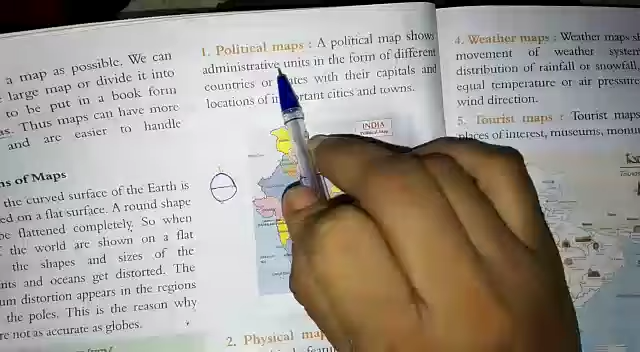 a map as possible. We can
large map or divide it into
to be put in a book form
as. Thus maps can have more
and are easier to handle
ns of Maps
the curved surface of the Earth is
ed on a flat surface. A round shape
be flattened completely. So when
the world are shown on a flat
the shapes and sizes of the
nts and oceans get distorted. The
um distortion appears in the regions
the poles. This is the reason why
re not as accurate as globes.
1. Political maps : A political map shows
administrative units in the form of different
countries or tes with their capitals and
locations of im rtant cities and towns.
INDIA
Political Map
2. Physical map
4. Weather maps : Weather maps sh
movement of weather system
distribution of rainfall or snowfall,
equal temperature or air pressure
wind direction.
5. Tourist maps : Tourist maps
places of interest, museums, monu